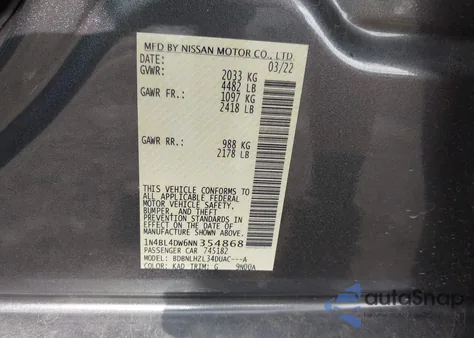 MFD BY NISSAN MOTOR CO., LTD.
DATE: 03/22
GVWR: 2033 KG
4482 LB
GAWR FR.: 1097 KG
2418 LB
GAWR RR.: 988 KG
2178 LB
THIS VEHICLE CONFORMS TO
ALL APPLICABLE FEDERAL
MOTOR VEHICLE SAFETY,
BUMPER, AND THEFT
PREVENTION STANDARDS IN
EFFECT ON THE DATE OF
MANUFACTURE SHOWN ABOVE.
1N4BL4DW6NN354868
PASSENGER CAR 74518Z
MODEL: BDBNLHZL34DUAC---A
COLOR: KAD TRIM: G 9N00A
autoSnap